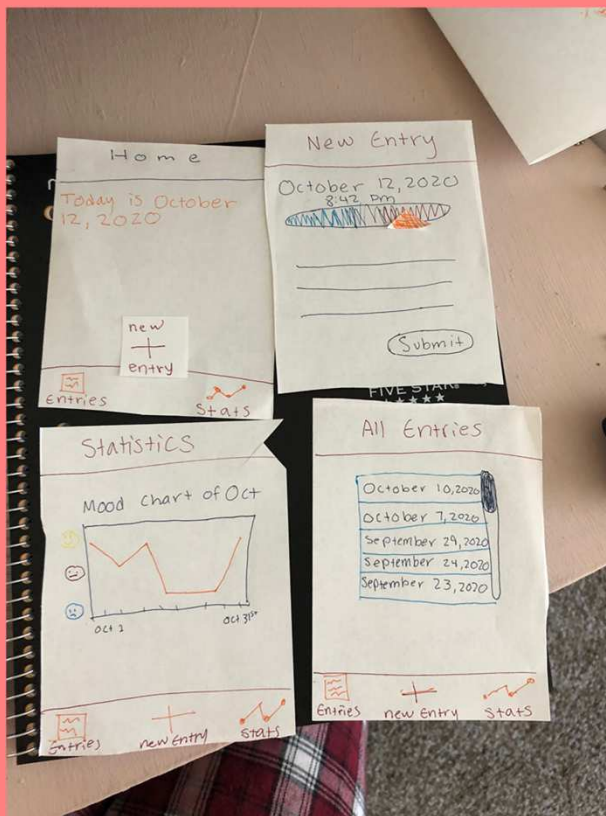 Home
Today is October
12, 2020
new
entry
Entries
Stats
New Entry
October 12, 2020
8:42 pm
Submit
FIVE STAR
Statistics
Mood Chart of Oct
Oct 1
Oct 31st
Entries
new Entry
Stats
All Entries
October 10, 2020
October 7, 2020
September 29, 2020
September 24, 2020
September 23, 2020
Entries
new Entry
Stats